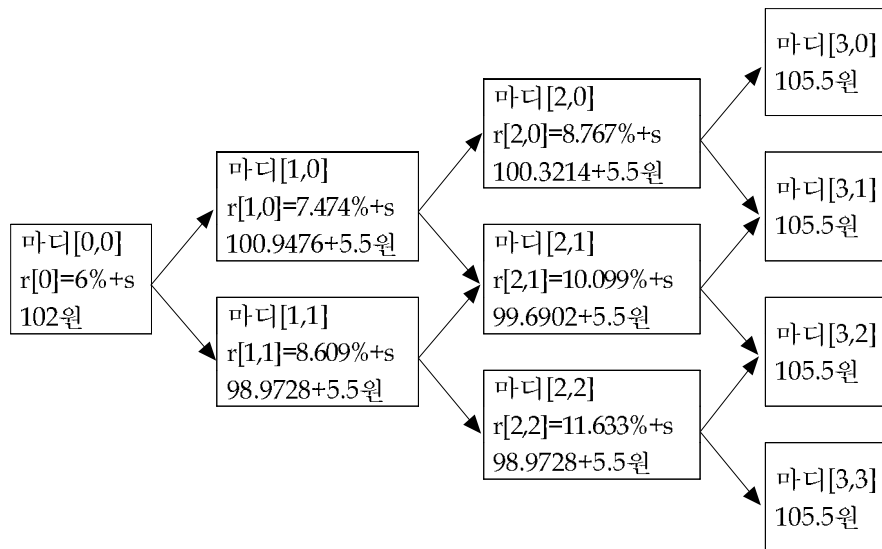 마디[0,0]
r[0]=6%+s
102원
마디[1,0]
r[1,0]=7.474%+s
100.9476+5.5원
마디[1,1]
r[1,1]=8.609%+s
98.9728+5.5원
마디[2,0]
r[2,0]=8.767%+s
100.3214+5.5원
마디[2,1]
r[2,1]=10.099%+s
99.6902+5.5원
마디[2,2]
r[2,2]=11.633%+s
98.9728+5.5원
마디[3,0]
105.5원
마디[3,1]
105.5원
마디[3,2]
105.5원
마디[3,3]
105.5원